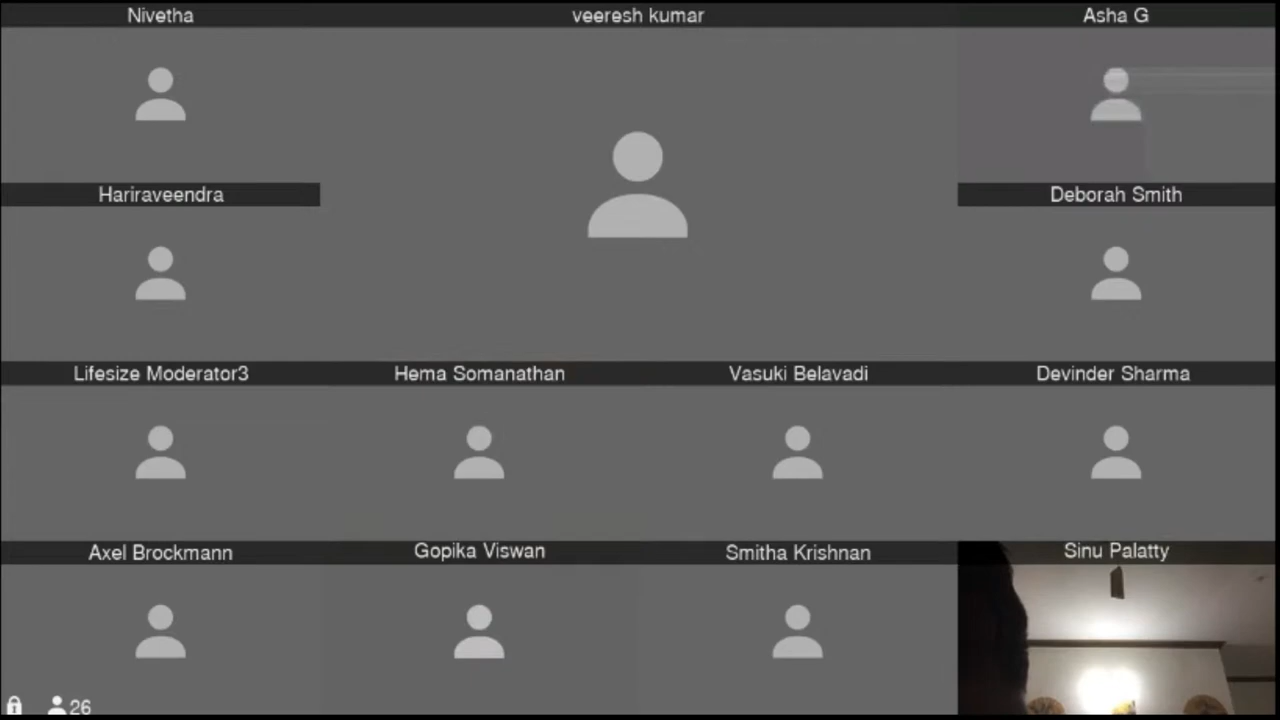 Nivetha
veeresh kumar
Asha G
Hariraveendra
Deborah Smith
Lifesize Moderator3
Hema Somanathan
Vasuki Belavadi
Devinder Sharma
Axel Brockmann
Gopika Viswan
Smitha Krishnan
Sinu Palatty
26